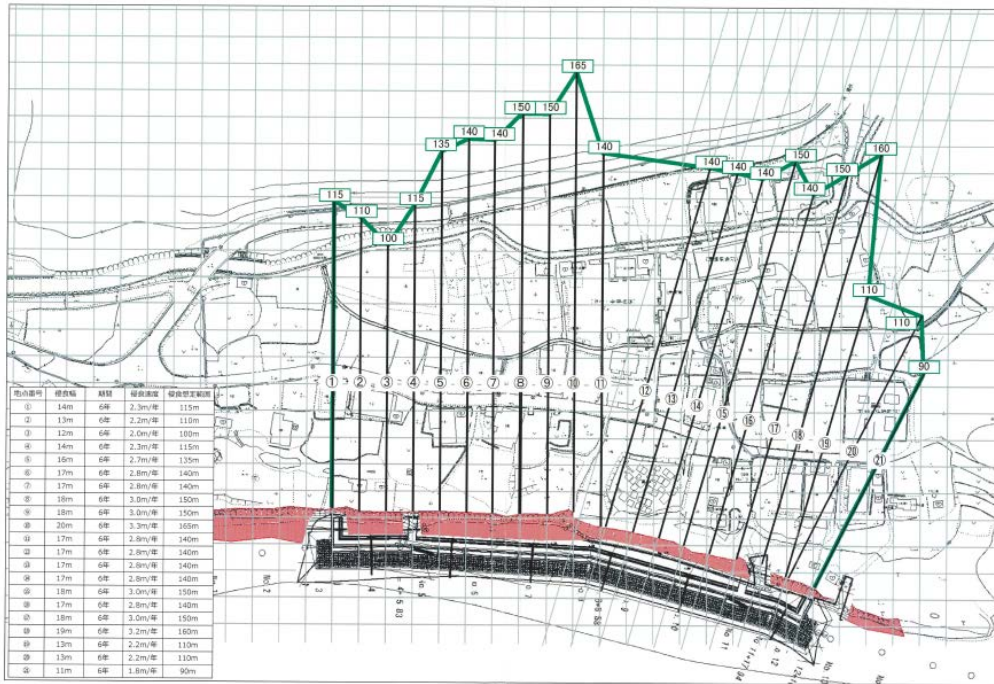 165
150 150
140 140
135
140
140 140 140 150 140 150 160
115 110 100 115
110
110
90
① ② ③ ④ ⑤ ⑥ ⑦ ⑧ ⑨ ⑩ ⑪ ⑫ ⑬ ⑭ ⑮ ⑯ ⑰ ⑱ ⑲ ⑳ ㉑
地点番号 侵食幅 期間 侵食速度 侵食想定範囲
① 14m 6年 2.3m/年 115m
② 13m 6年 2.2m/年 110m
③ 12m 6年 2.0m/年 100m
④ 14m 6年 2.3m/年 115m
⑤ 16m 6年 2.7m/年 135m
⑥ 17m 6年 2.8m/年 140m
⑦ 17m 6年 2.8m/年 140m
⑧ 18m 6年 3.0m/年 150m
⑨ 18m 6年 3.0m/年 150m
⑩ 20m 6年 3.3m/年 165m
⑪ 17m 6年 2.8m/年 140m
⑫ 17m 6年 2.8m/年 140m
⑬ 17m 6年 2.8m/年 140m
⑭ 17m 6年 2.8m/年 140m
⑮ 18m 6年 3.0m/年 150m
⑯ 17m 6年 2.8m/年 140m
⑰ 18m 6年 3.0m/年 150m
⑱ 19m 6年 3.2m/年 160m
⑲ 13m 6年 2.2m/年 110m
⑳ 13m 6年 2.2m/年 110m
㉑ 11m 6年 1.8m/年 90m